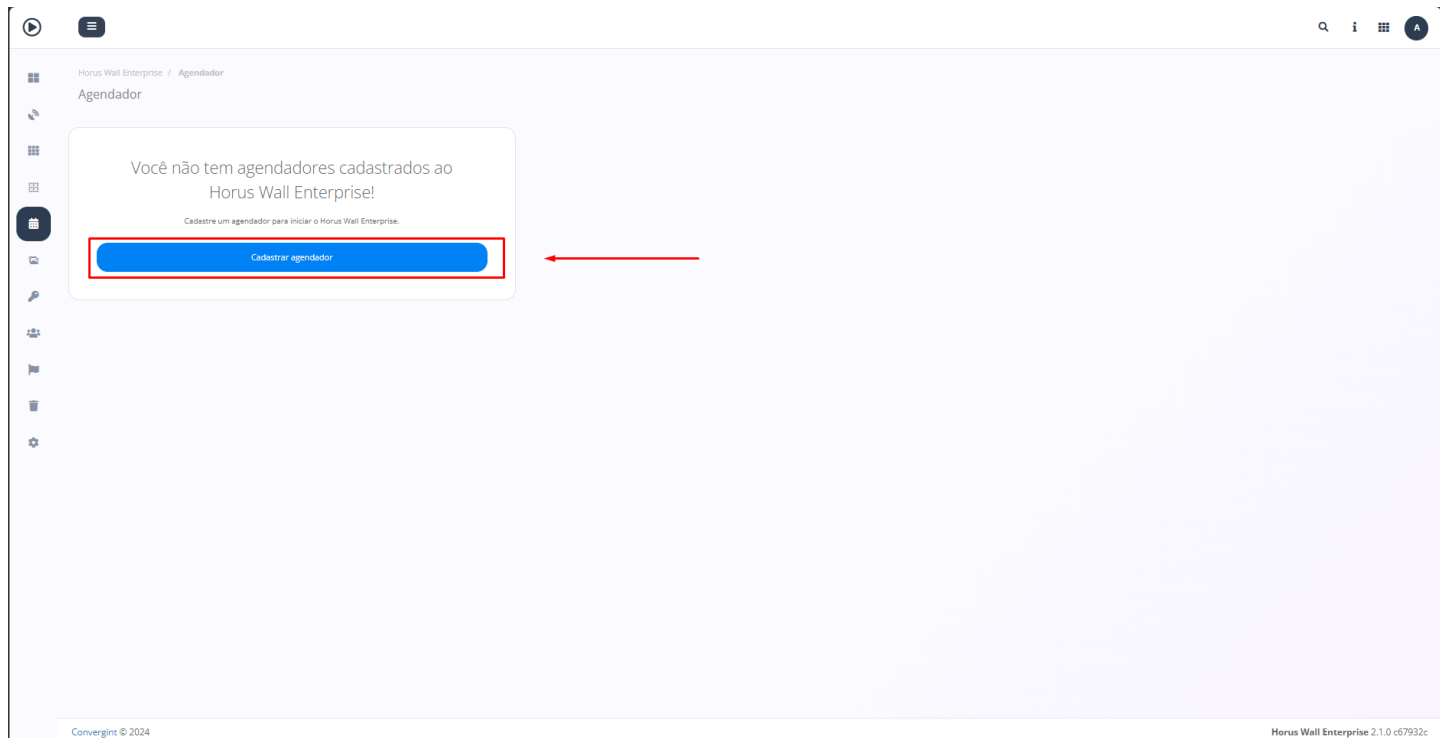 A
Horus Wall Enterprise / Agendador
Agendador
Você não tem agendadores cadastrados ao
Horus Wall Enterprise!
Cadastre um agendador para iniciar o Horus Wall Enterprise.
Cadastrar agendador
Convergint © 2024
Horus Wall Enterprise 2.1.0 c67932c